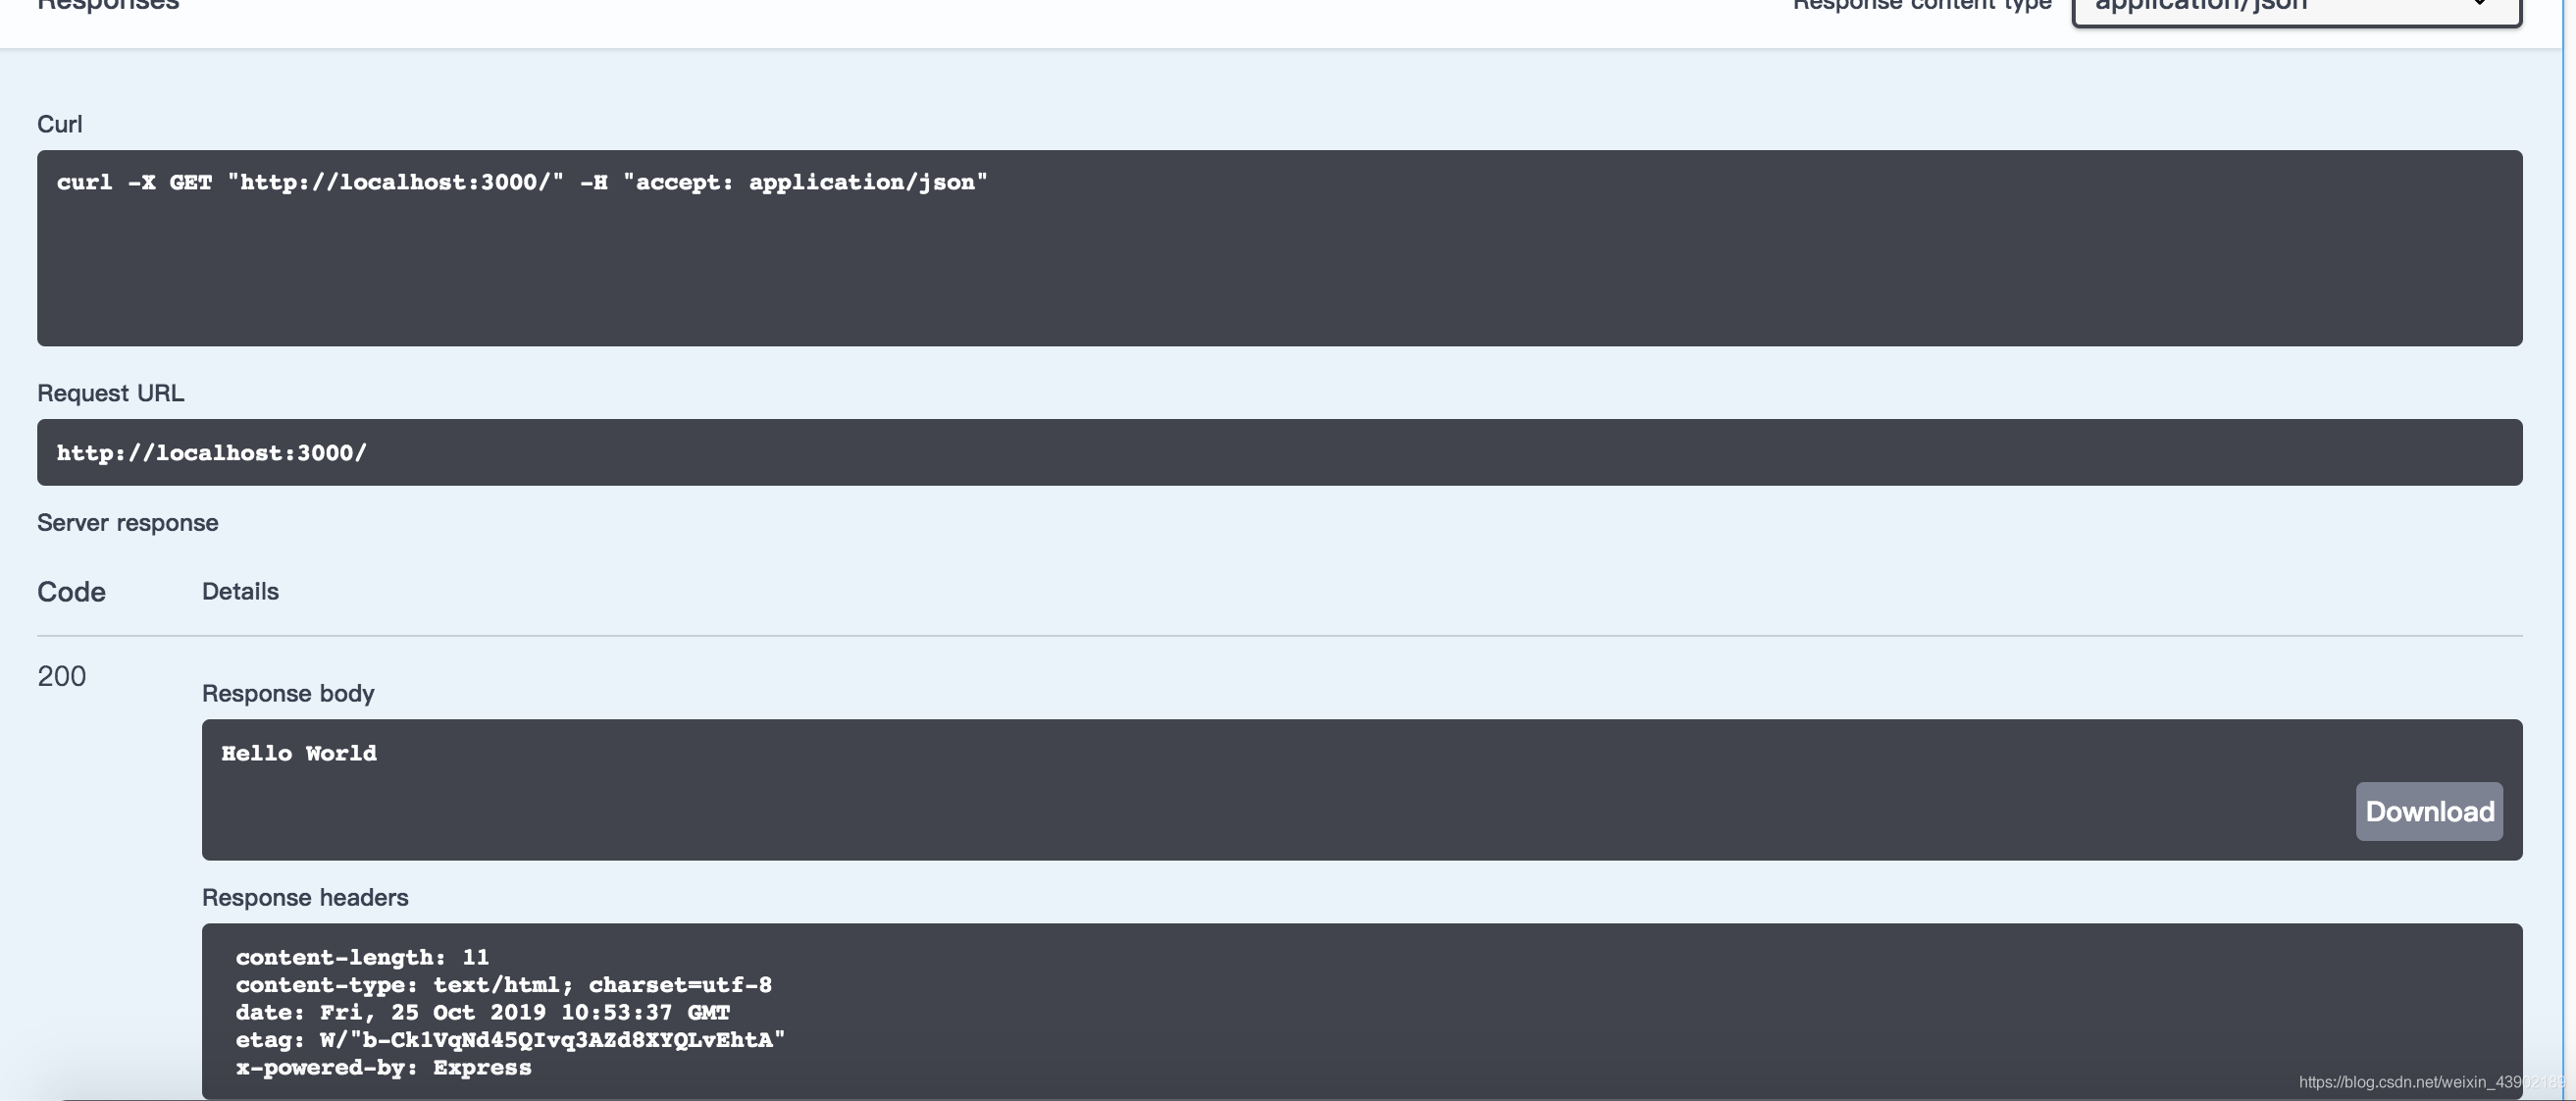 Responses
Response content type application/json
Curl
curl -X GET "http://localhost:3000/" -H "accept: application/json"
Request URL
http://localhost:3000/
Server response
Code Details
200
Response body
Hello World
Download
Response headers
content-length: 11
content-type: text/html; charset=utf-8
date: Fri, 25 Oct 2019 10:53:37 GMT
etag: W/"b-Ck1VqNd45QIvq3AZd8XYQLvEhtA"
x-powered-by: Express
https://blog.csdn.net/weixin_43902189